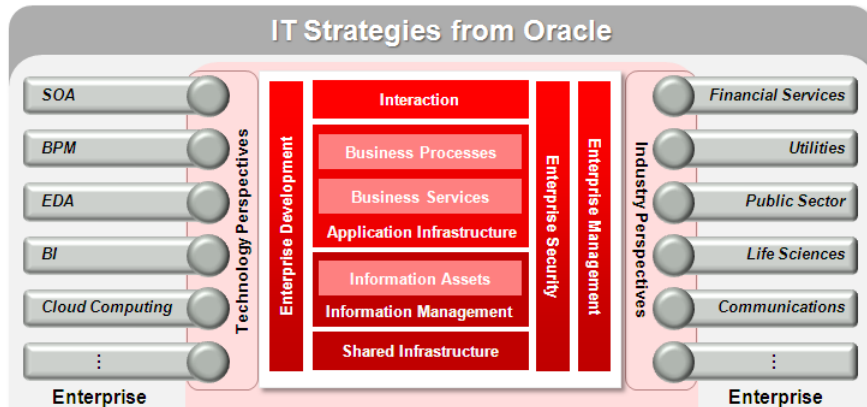 IT Strategies from Oracle
SOA
BPM
EDA
BI
Cloud Computing
⋮
Enterprise
Technology Perspectives
Enterprise Development
Interaction
Business Processes
Business Services
Application Infrastructure
Information Assets
Information Management
Shared Infrastructure
Enterprise Security
Enterprise Management
Industry Perspectives
Financial Services
Utilities
Public Sector
Life Sciences
Communications
⋮
Enterprise